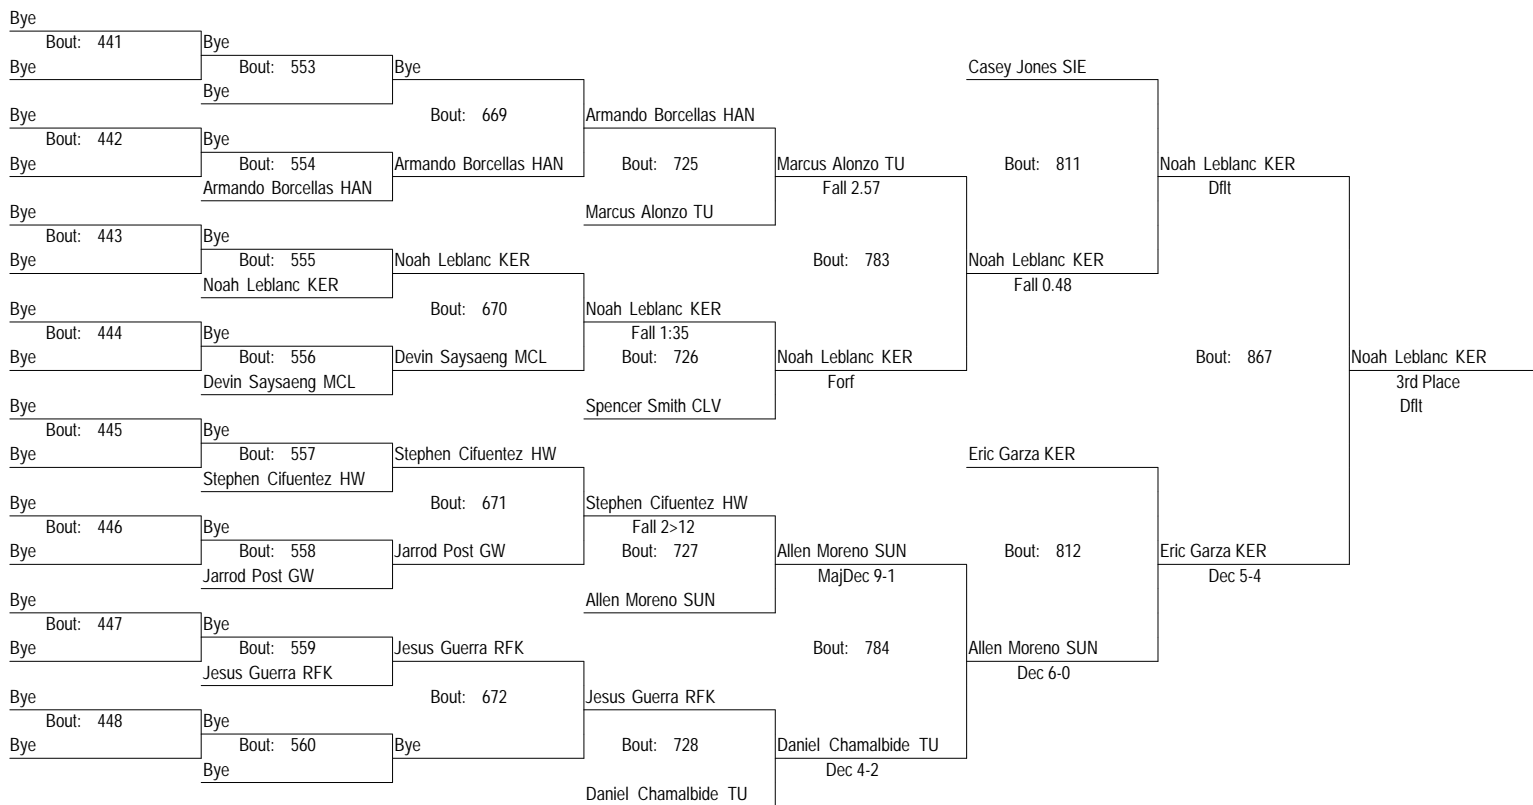 Bye
Bout: 441 Bye
Bye Bout: 553 Bye Casey Jones SIE
Bye
Bye Bout: 669 Armando Borcellas HAN
Bout: 442 Bye
Bye Bout: 554 Armando Borcellas HAN Bout: 725 Marcus Alonzo TU Bout: 811 Noah Leblanc KER
Armando Borcellas HAN Fall 2.57 Dflt
Bye Marcus Alonzo TU
Bout: 443 Bye
Bye Bout: 555 Noah Leblanc KER Bout: 783 Noah Leblanc KER
Noah Leblanc KER Fall 0.48
Bye Bout: 670 Noah Leblanc KER
Bout: 444 Bye Fall 1:35
Bye Bout: 556 Devin Saysaeng MCL Bout: 726 Noah Leblanc KER Bout: 867 Noah Leblanc KER
Devin Saysaeng MCL Forf 3rd Place
Bye Spencer Smith CLV Dflt
Bout: 445 Bye
Bye Bout: 557 Stephen Cifuentez HW Eric Garza KER
Stephen Cifuentez HW
Bye Bout: 671 Stephen Cifuentez HW
Bout: 446 Bye Fall 2>12
Bye Bout: 558 Jarrod Post GW Bout: 727 Allen Moreno SUN Bout: 812 Eric Garza KER
Jarrod Post GW MajDec 9-1 Dec 5-4
Bye Allen Moreno SUN
Bout: 447 Bye
Bye Bout: 559 Jesus Guerra RFK Bout: 784 Allen Moreno SUN
Jesus Guerra RFK Dec 6-0
Bye Bout: 672 Jesus Guerra RFK
Bout: 448 Bye
Bye Bout: 560 Bye Bout: 728 Daniel Chamalbide TU
Bye Dec 4-2
Daniel Chamalbide TU